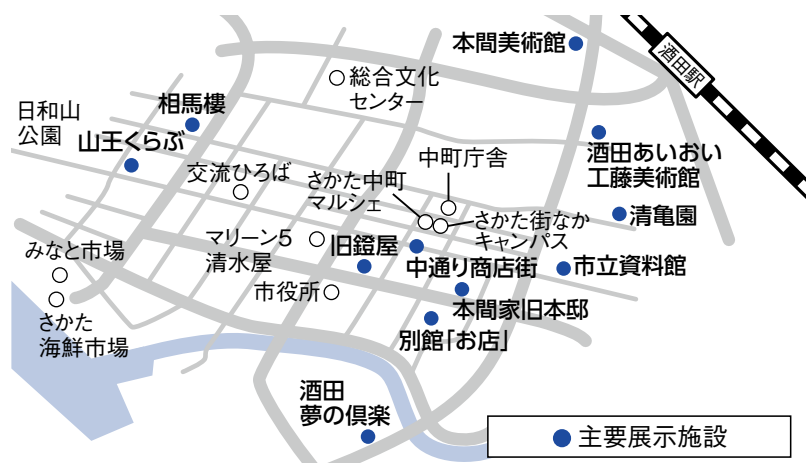 本間美術館
酒田駅
総合文化
センター
日和山
公園
相馬樓
山王くらぶ
酒田あいおい
工藤美術館
中町庁舎
交流ひろば
さかた中町
マルシェ
さかた街なか
キャンパス
清亀園
みなと市場
マリーン5
清水屋
旧鐙屋
中通り商店街
市立資料館
市役所
本間家旧本邸
さかた
海鮮市場
別館「お店」
酒田
夢の倶楽
主要展示施設